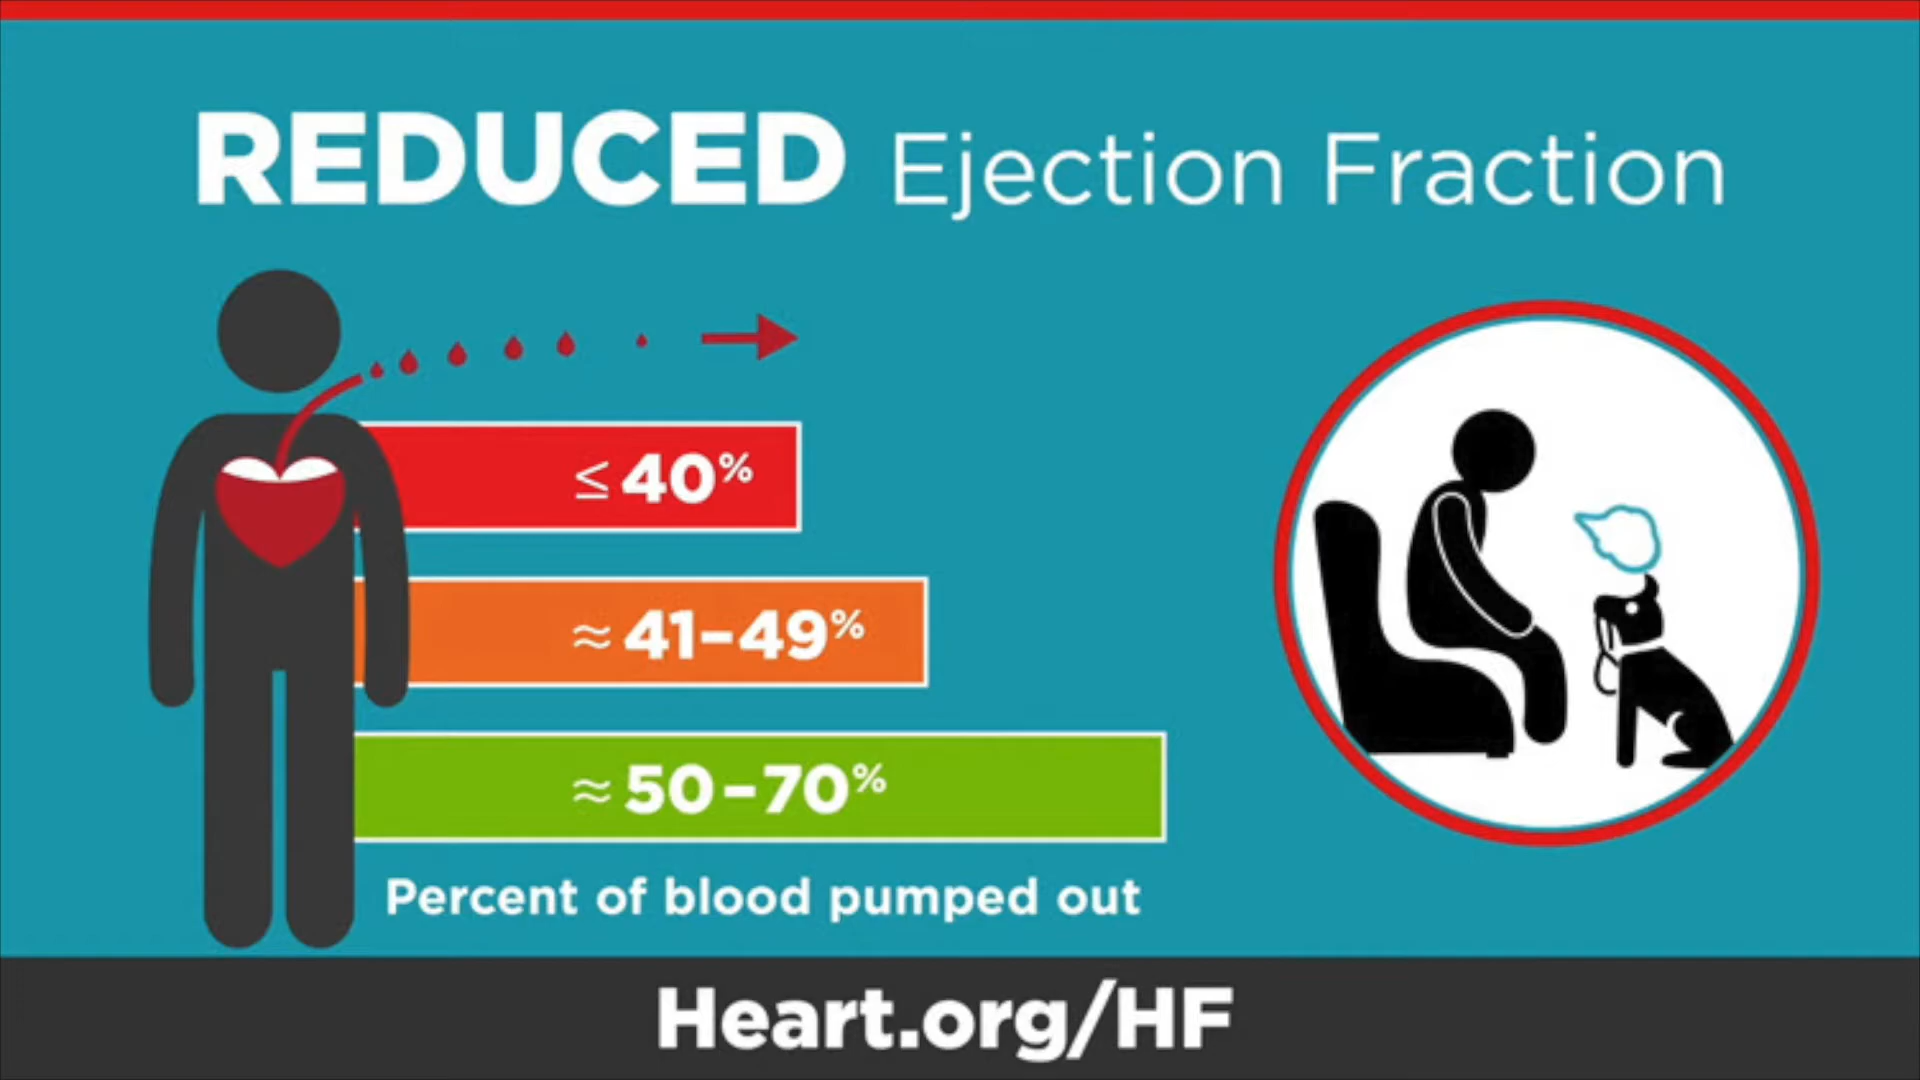 REDUCED Ejection Fraction
≤ 40%
≈ 41–49%
≈ 50–70%
Percent of blood pumped out
Heart.org/HF